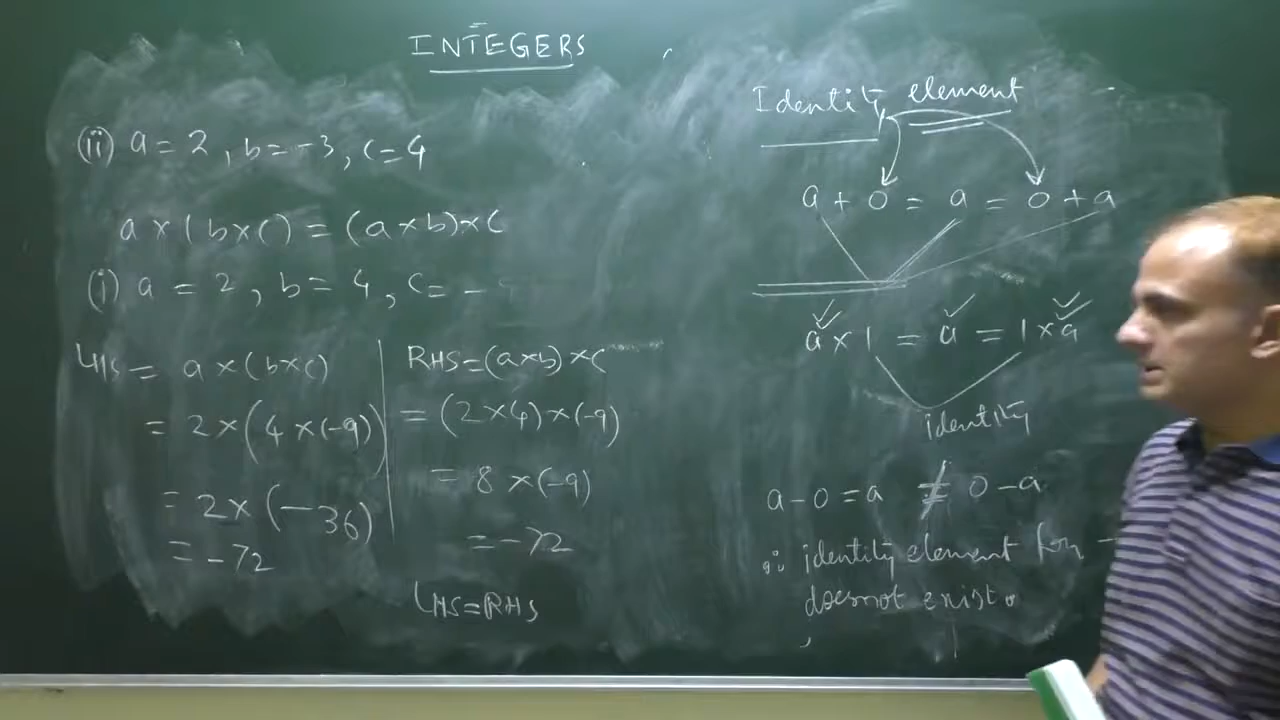 INTEGERS
(ii) a = 2 , b = -3 , c = 4
a × ( b × c ) = ( a × b ) × c
(i) a = 2 , b = 4 , c = - 9
LHS = a × ( b × c )
= 2 × ( 4 × (-9) )
= 2 × ( -36 )
= -72
RHS = ( a × b ) × c
= ( 2 × 4 ) × (-9)
= 8 × (-9)
= -72
LHS = RHS
Identity element
a + 0 = a = 0 + a
a × 1 = a = 1 × a
identity
a - 0 = a ≠ 0 - a
∴ identity element for -
doesnot exist